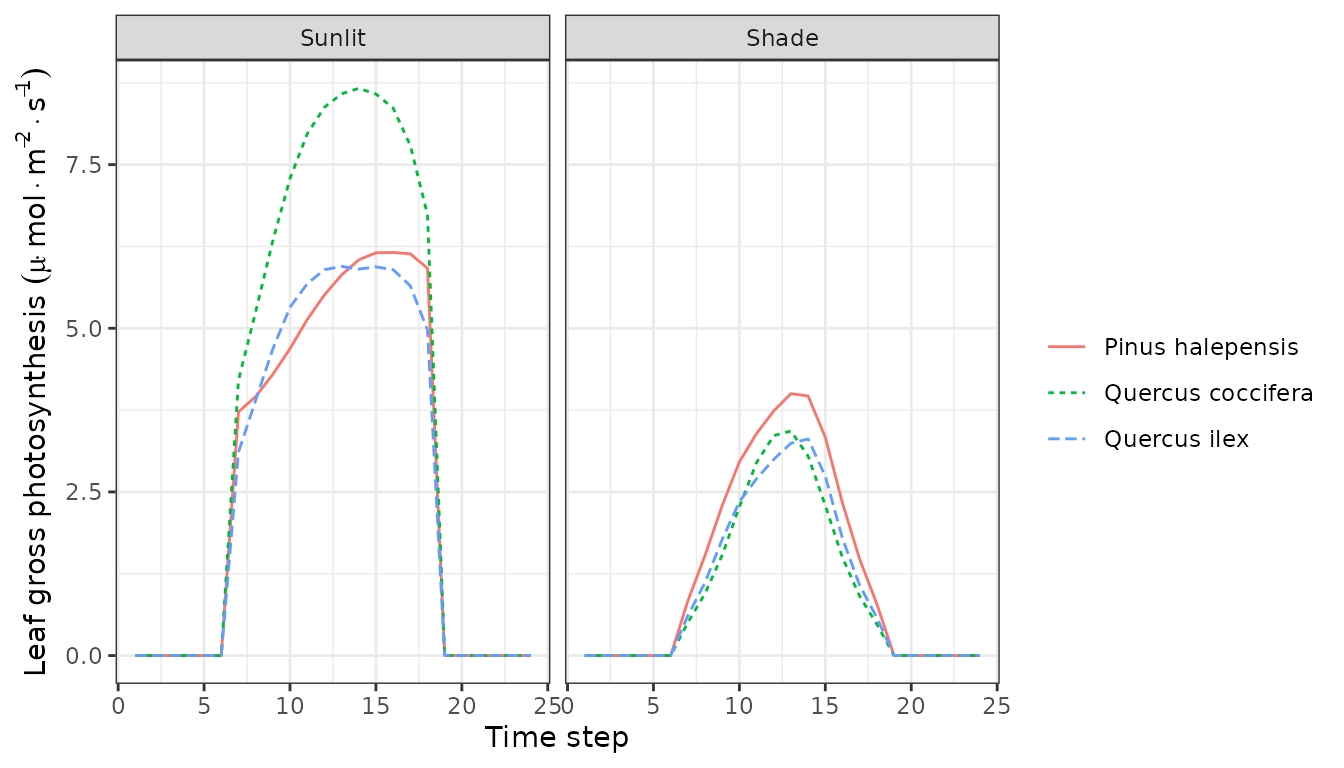 Sunlit
Shade
Leaf gross photosynthesis (μ mol · m⁻² · s⁻¹)
7.5
5.0
2.5
0.0
0 5 10 15 20 25
0 5 10 15 20 25
Time step
Pinus halepensis
Quercus coccifera
Quercus ilex